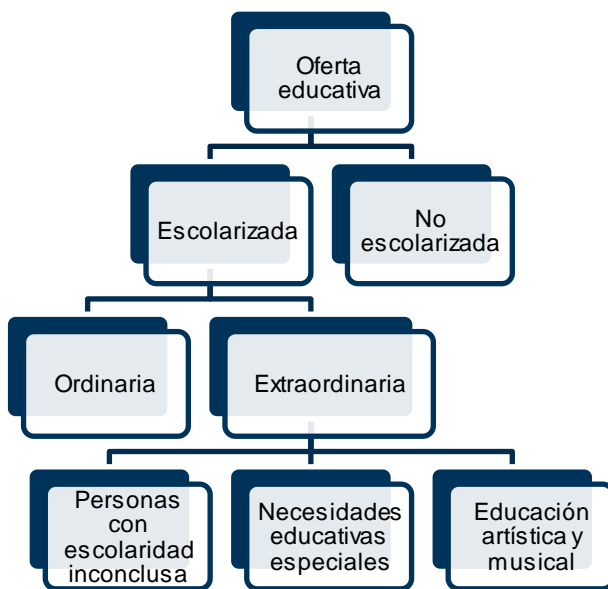 Oferta
educativa
Escolarizada
No
escolarizada
Ordinaria
Extraordinaria
Personas
con
escolaridad
inconclusa
Necesidades
educativas
especiales
Educación
artística y
musical